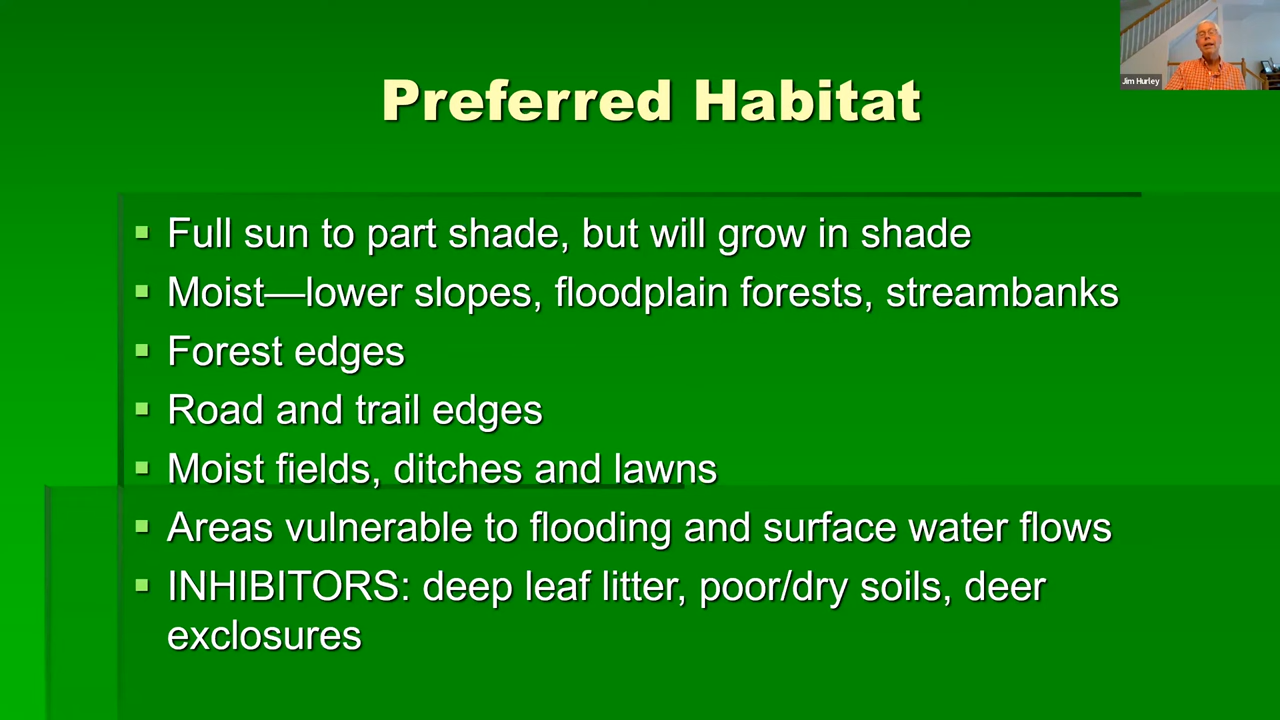 Jim Hurley
Preferred Habitat
Full sun to part shade, but will grow in shade
Moist—lower slopes, floodplain forests, streambanks
Forest edges
Road and trail edges
Moist fields, ditches and lawns
Areas vulnerable to flooding and surface water flows
INHIBITORS: deep leaf litter, poor/dry soils, deer
exclosures